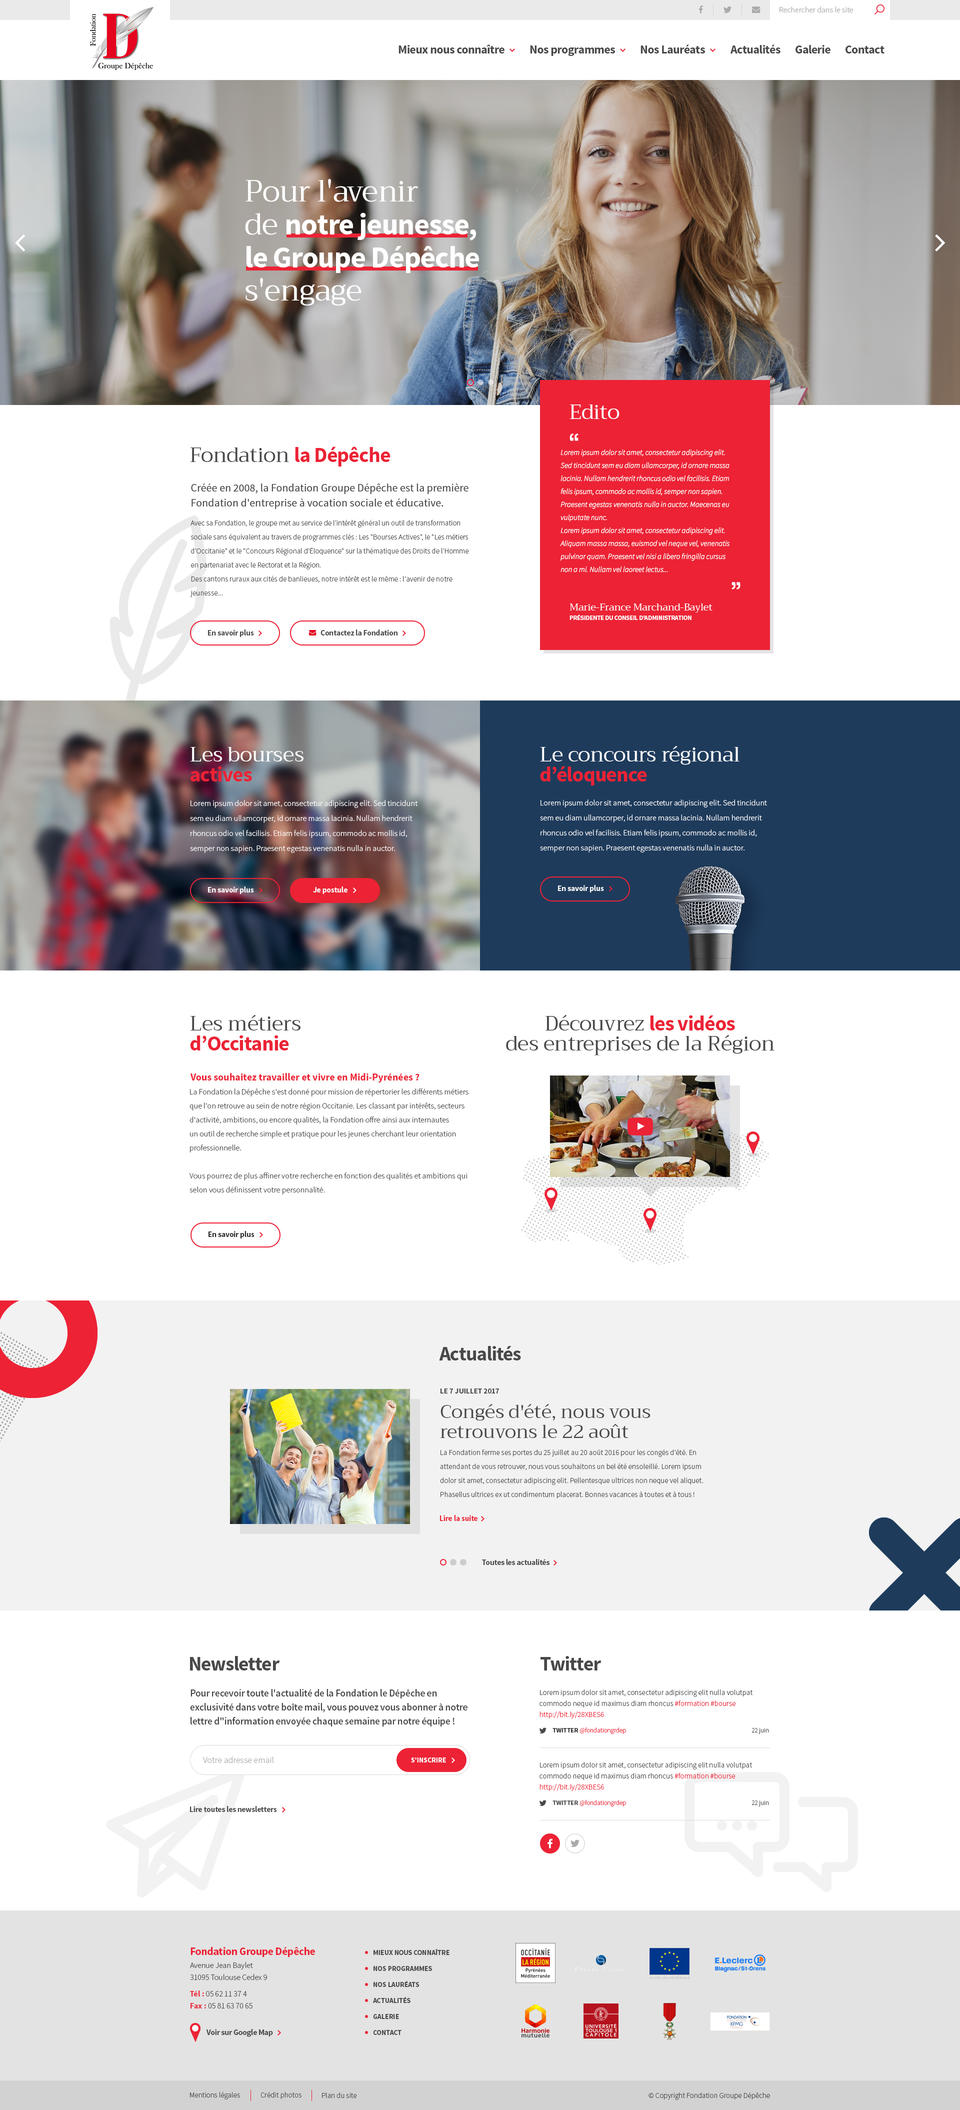 Fondation
D
Groupe Dépêche
Rechercher dans le site
Mieux nous connaître
Nos programmes
Nos Lauréats
Actualités
Galerie
Contact
Pour l'avenir
de notre jeunesse,
le Groupe Dépêche
s'engage
Fondation la Dépêche
Créée en 2008, la Fondation Groupe Dépêche est la première
Fondation d'entreprise à vocation sociale et éducative.
Avec sa Fondation, le groupe met au service de l'intérêt général un outil de transformation
sociale sans équivalent au travers de programmes clés : Les "Bourses Actives", le "Les métiers
d'Occitanie" et le "Concours Régional d'Éloquence" sur la thématique des Droits de l'Homme
en partenariat avec le Rectorat et la Région.
Des cantons ruraux aux cités de banlieues, notre intérêt est le même : l'avenir de notre
jeunesse...
En savoir plus
Contactez la Fondation
Edito
“
Lorem ipsum dolor sit amet, consectetur adipiscing elit.
Sed tincidunt sem eu diam ullamcorper, id ornare massa
lacinia. Nullam hendrerit rhoncus odio vel facilisis. Etiam
felis ipsum, commodo ac mollis id, semper non sapien.
Praesent egestas venenatis nulla in auctor. Maecenas eu
vulputate nunc.
Lorem ipsum dolor sit amet, consectetur adipiscing elit.
Aliquam massa massa, euismod vel neque vel, venenatis
pulvinar quam. Praesent vel nisi a libero fringilla cursus
non a mi. Nullam vel laoreet lectus...
”
Marie-France Marchand-Baylet
PRÉSIDENTE DU CONSEIL D'ADMINISTRATION
Les bourses
actives
Lorem ipsum dolor sit amet, consectetur adipiscing elit. Sed tincidunt
sem eu diam ullamcorper, id ornare massa lacinia. Nullam hendrerit
rhoncus odio vel facilisis. Etiam felis ipsum, commodo ac mollis id,
semper non sapien. Praesent egestas venenatis nulla in auctor.
En savoir plus
Je postule
Le concours régional
d’éloquence
Lorem ipsum dolor sit amet, consectetur adipiscing elit. Sed tincidunt
sem eu diam ullamcorper, id ornare massa lacinia. Nullam hendrerit
rhoncus odio vel facilisis. Etiam felis ipsum, commodo ac mollis id,
semper non sapien. Praesent egestas venenatis nulla in auctor.
En savoir plus
Les métiers
d’Occitanie
Vous souhaitez travailler et vivre en Midi-Pyrénées ?
La Fondation la Dépêche s'est donné pour mission de répertorier les différents métiers
que l'on retrouve au sein de notre région Occitanie. Les classant par intérêts, secteurs
d'activité, ambitions, ou encore qualités, la Fondation offre ainsi aux internautes
un outil de recherche simple et pratique pour les jeunes cherchant leur orientation
professionnelle.
Vous pourrez de plus affiner votre recherche en fonction des qualités et ambitions qui
selon vous définissent votre personnalité.
En savoir plus
Découvrez les vidéos
des entreprises de la Région
Actualités
LE 7 JUILLET 2017
Congés d'été, nous vous
retrouvons le 22 août
La Fondation ferme ses portes du 25 juillet au 20 août 2016 pour les congés d'été. En
attendant de vous retrouver, nous vous souhaitons un bel été ensoleillé. Lorem ipsum
dolor sit amet, consectetur adipiscing elit. Pellentesque ultrices non neque vel aliquet.
Phasellus ultrices ex ut condimentum placerat. Bonnes vacances à toutes et à tous !
Lire la suite
Toutes les actualités
Newsletter
Pour recevoir toute l'actualité de la Fondation le Dépêche en
exclusivité dans votre boîte mail, vous pouvez vous abonner à notre
lettre d"information envoyée chaque semaine par notre équipe !
Votre adresse email
S'INSCRIRE
Lire toutes les newsletters
Twitter
Lorem ipsum dolor sit amet, consectetur adipiscing elit nulla volutpat
commodo neque id maximus diam rhoncus #formation #bourse
http://bit.ly/28XBES6
TWITTER @fondationgrdep
22 juin
Lorem ipsum dolor sit amet, consectetur adipiscing elit nulla volutpat
commodo neque id maximus diam rhoncus #formation #bourse
http://bit.ly/28XBES6
TWITTER @fondationgrdep
22 juin
Fondation Groupe Dépêche
Avenue Jean Baylet
31095 Toulouse Cedex 9
Tél : 05 62 11 37 4
Fax : 05 81 63 70 65
Voir sur Google Map
MIEUX NOUS CONNAÎTRE
NOS PROGRAMMES
NOS LAURÉATS
ACTUALITÉS
GALERIE
CONTACT
OCCITANIE
LA RÉGION
Pyrénées
Méditerranée
E.Leclerc
Blagnac/St-Orens
Harmonie
mutuelle
UNIVERSITÉ
TOULOUSE 1
CAPITOLE
FONDATION
KPMG
Mentions légales
Crédit photos
Plan du site
© Copyright Fondation Groupe Dépêche